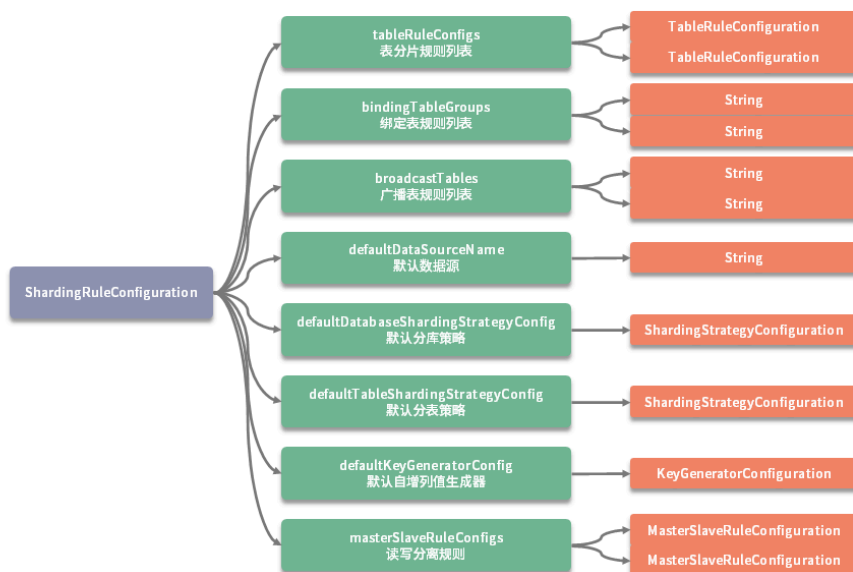 tableRuleConfigs
表分片规则列表
TableRuleConfiguration
TableRuleConfiguration
bindingTableGroups
绑定表规则列表
String
String
broadcastTables
广播表规则列表
String
String
defaultDataSourceName
默认数据源
String
ShardingRuleConfiguration
defaultDatabaseShardingStrategyConfig
默认分库策略
ShardingStrategyConfiguration
defaultTableShardingStrategyConfig
默认分表策略
ShardingStrategyConfiguration
defaultKeyGeneratorConfig
默认自增列值生成器
KeyGeneratorConfiguration
masterSlaveRuleConfigs
读写分离规则
MasterSlaveRuleConfiguration
MasterSlaveRuleConfiguration